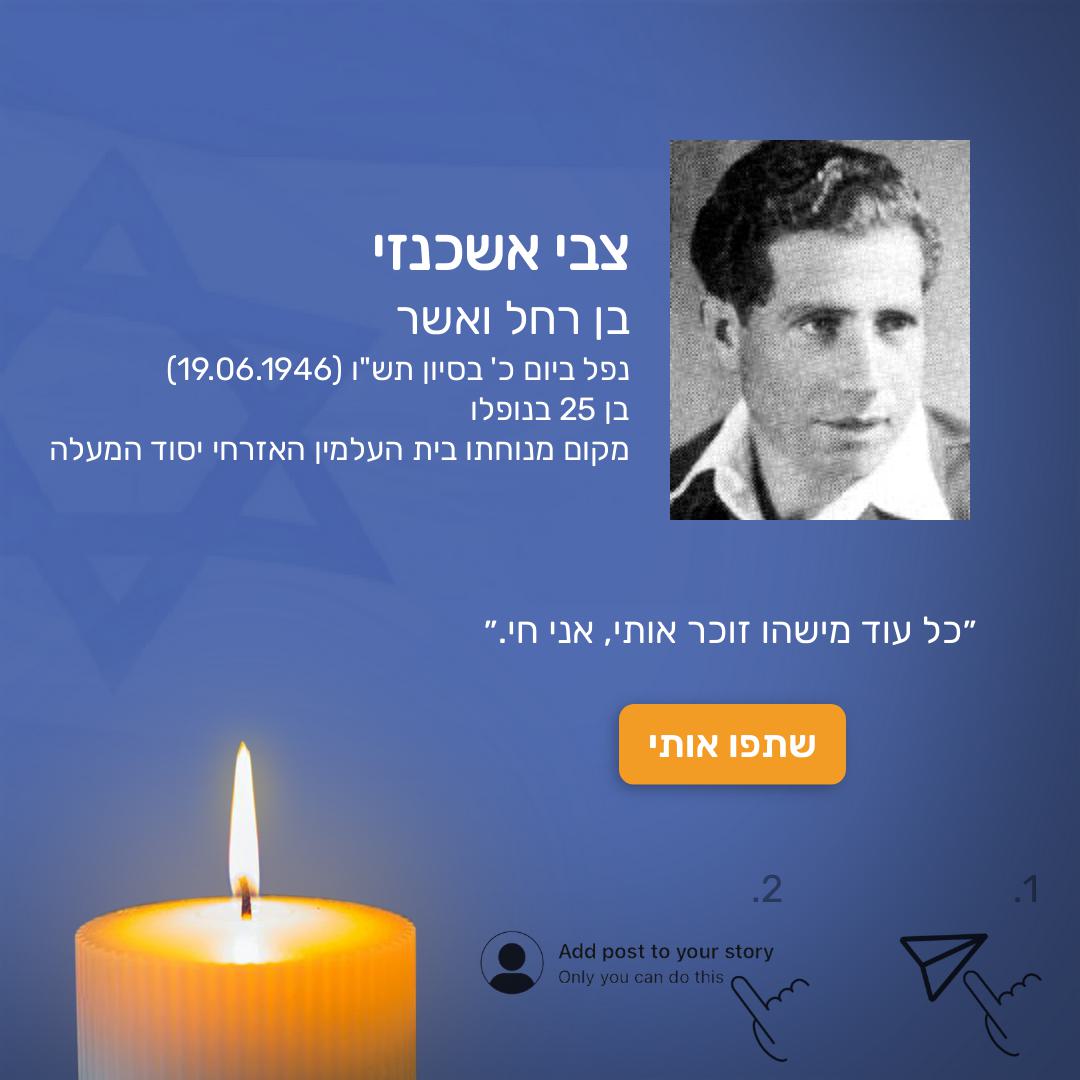 צבי אשכנזי
בן רחל ואשר
נפל ביום כ' בסיון תש"ו (19.06.1946)
בן 25 בנופלו
מקום מנוחתו בית העלמין האזרחי יסוד המעלה
״כל עוד מישהו זוכר אותי, אני חי.״
שתפו אותי
.1
.2
Add post to your story
Only you can do this